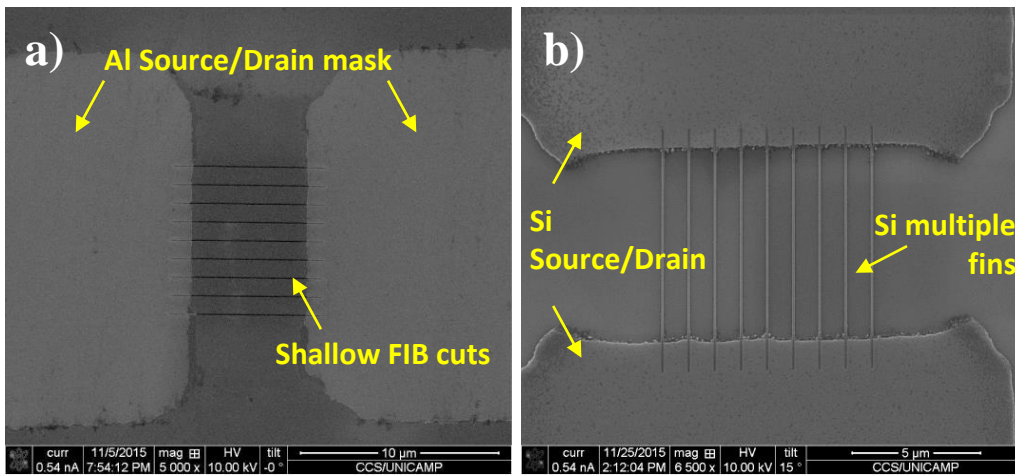 a)
Al Source/Drain mask
Shallow FIB cuts
curr 11/5/2015 mag HV tilt 10 µm
0.54 nA 7:54:12 PM 5 000 x 10.00 kV -0 ° CCS/UNICAMP
b)
Si
Source/Drain
Si multiple
fins
curr 11/25/2015 mag HV tilt 5 µm
0.54 nA 2:12:04 PM 6 500 x 10.00 kV 15 ° CCS/UNICAMP